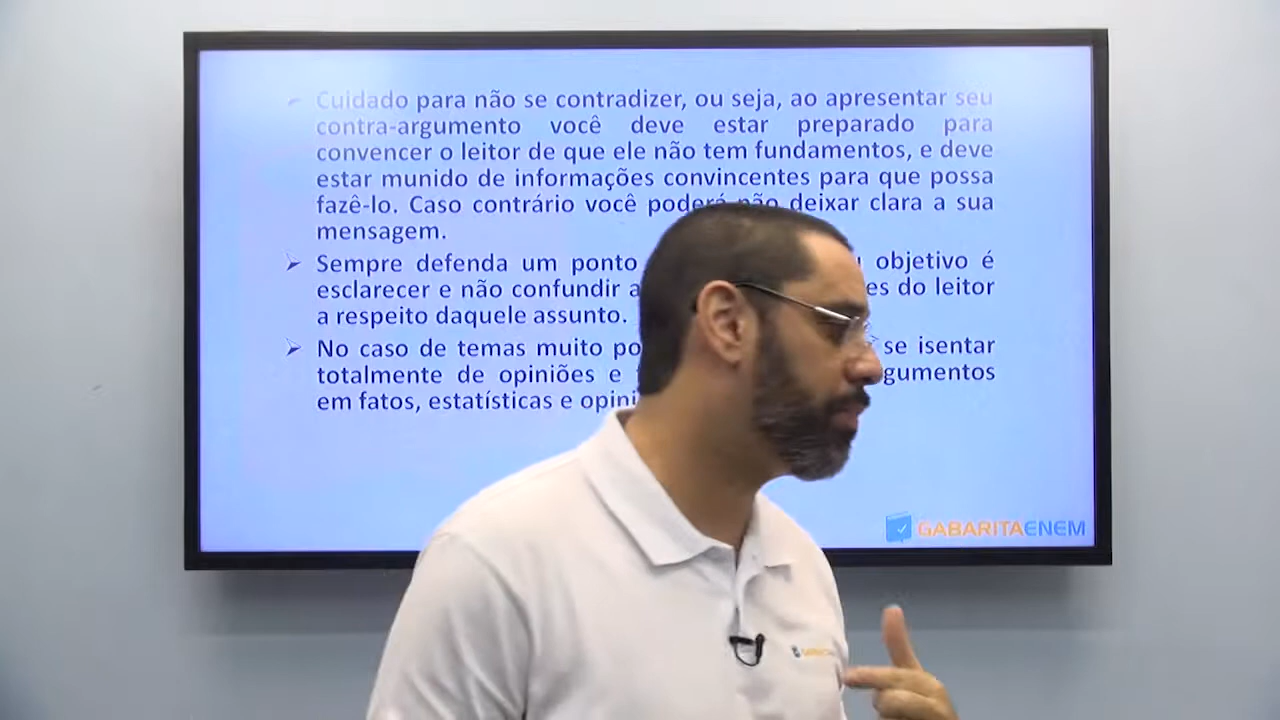 Cuidado para não se contradizer, ou seja, ao apresentar seu
contra-argumento você deve estar preparado para
convencer o leitor de que ele não tem fundamentos, e deve
estar munido de informações convincentes para que possa
fazê-lo. Caso contrário você poderá não deixar clara a sua
mensagem.
Sempre defenda um ponto objetivo é
esclarecer e não confundir do leitor
a respeito daquele assunto.
No caso de temas muito se isentar
totalmente de opiniões e
em fatos, estatísticas e
GABARITAENEM